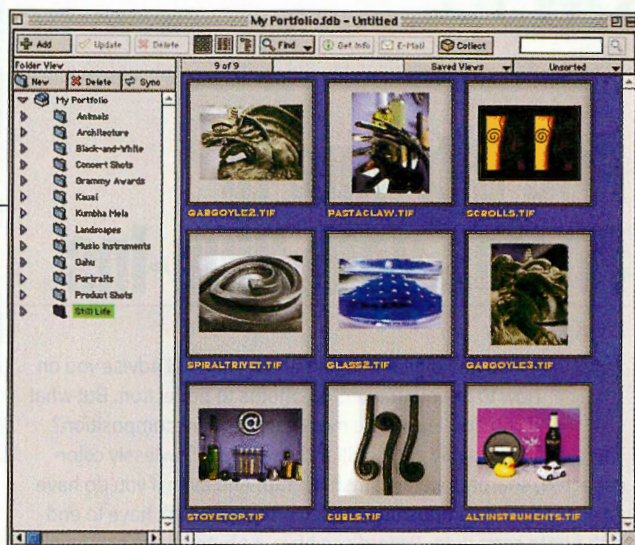 My Portfolio.fdb – Untitled
Add Update Delete Find Get Info E-Mail Collect
Folder View 9 of 9 Saved Views Unsorted
New Delete Sync
My Portfolio
Animals
Architecture
Black-and-White
Concert Shots
Grammy Awards
Kauai
Kumbha Mela
Landscapes
Music Instruments
Oahu
Portraits
Product Shots
Still Life
GARGOYLE2.TIF PASTACLAW.TIF SCROLLS.TIF
SPIRALTRIVET.TIF GLASS2.TIF GARGOYLE3.TIF
@
STOVETOP.TIF CURLS.TIF ALTINSTRUMENTS.TIF